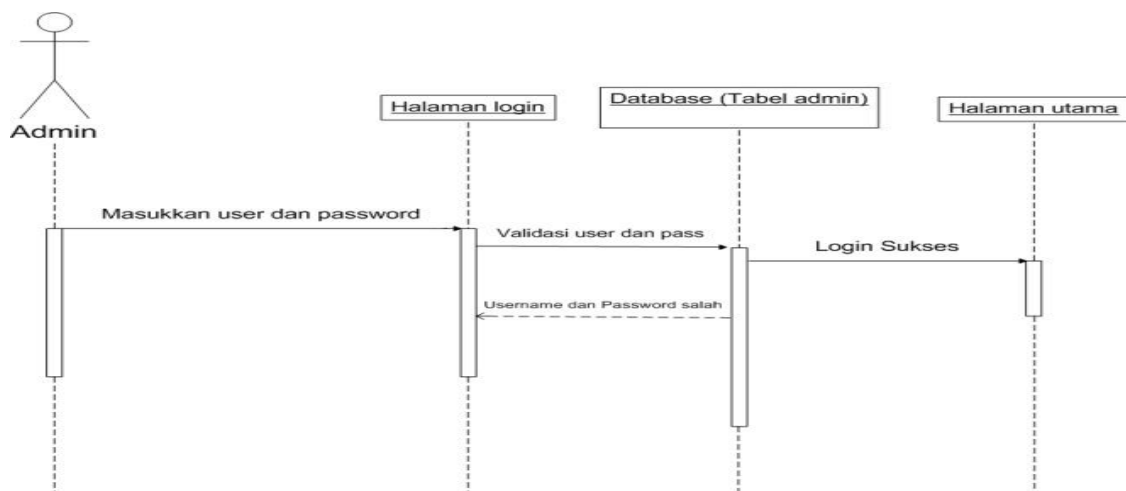 Halaman login
Database (Tabel admin)
Halaman utama
Admin
Masukkan user dan password
Validasi user dan pass
Login Sukses
Username dan Password salah